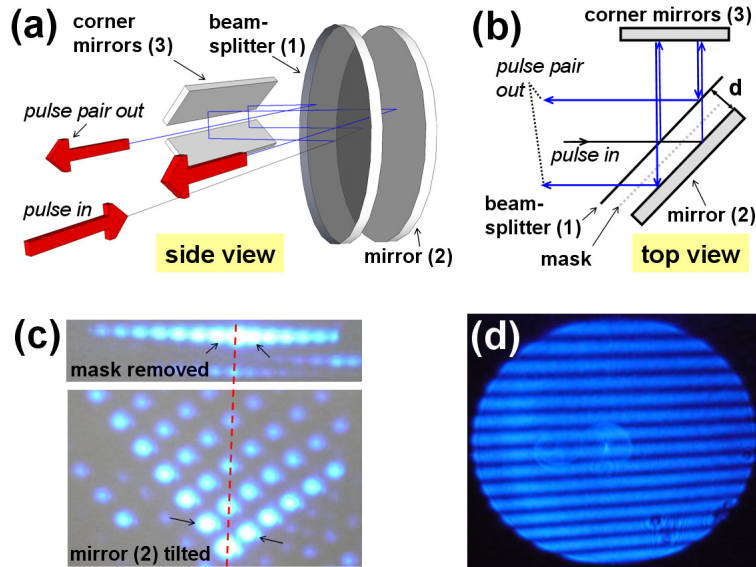 (a)
corner
mirrors (3)
beam-
splitter (1)
pulse pair out
pulse in
side view
mirror (2)
(b)
corner mirrors (3)
pulse pair
out
d
pulse in
beam-
splitter (1)
mask
mirror (2)
top view
(c)
mask removed
mirror (2) tilted
(d)